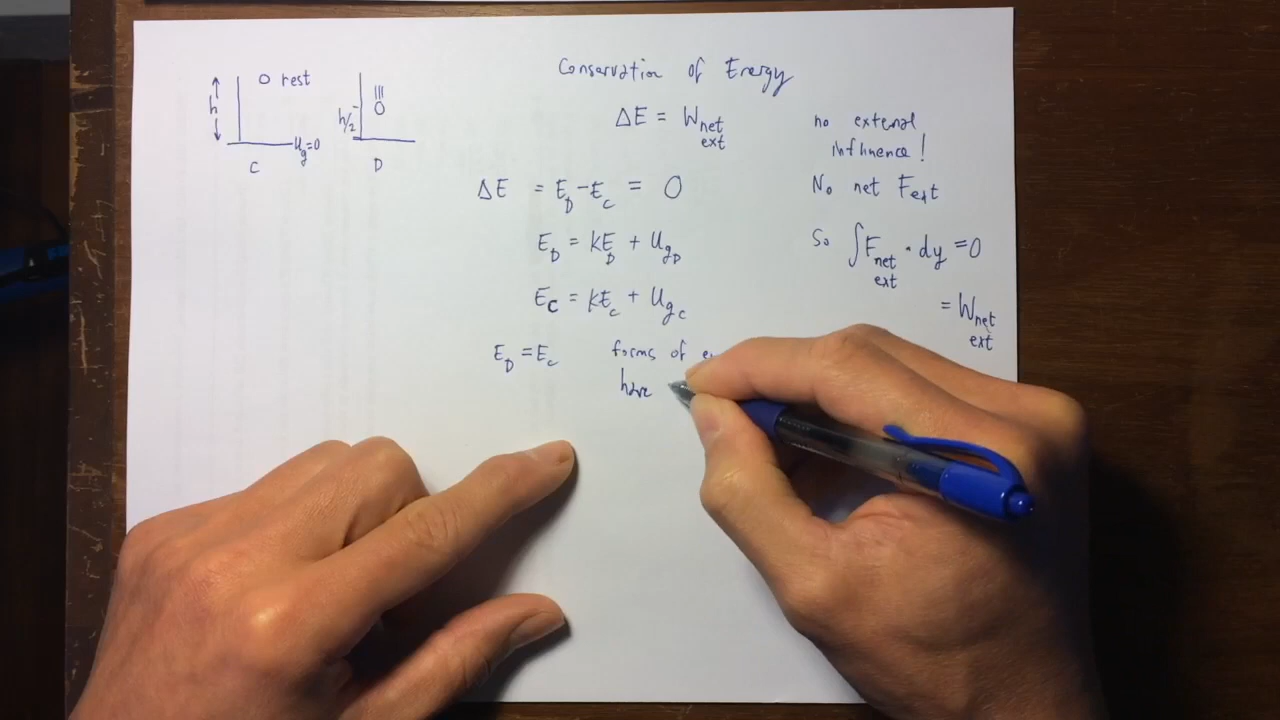 Conservation of Energy
ΔE = W_net ext
no external
influence!
No net F_ext
So ∫F_net ext · dy = 0
= W_net ext
h
O rest
U_g=0
C
h/2
D
ΔE = E_D - E_C = 0
E_D = KE_D + U_gD
E_C = KE_C + U_gC
E_D = E_C
forms of
have